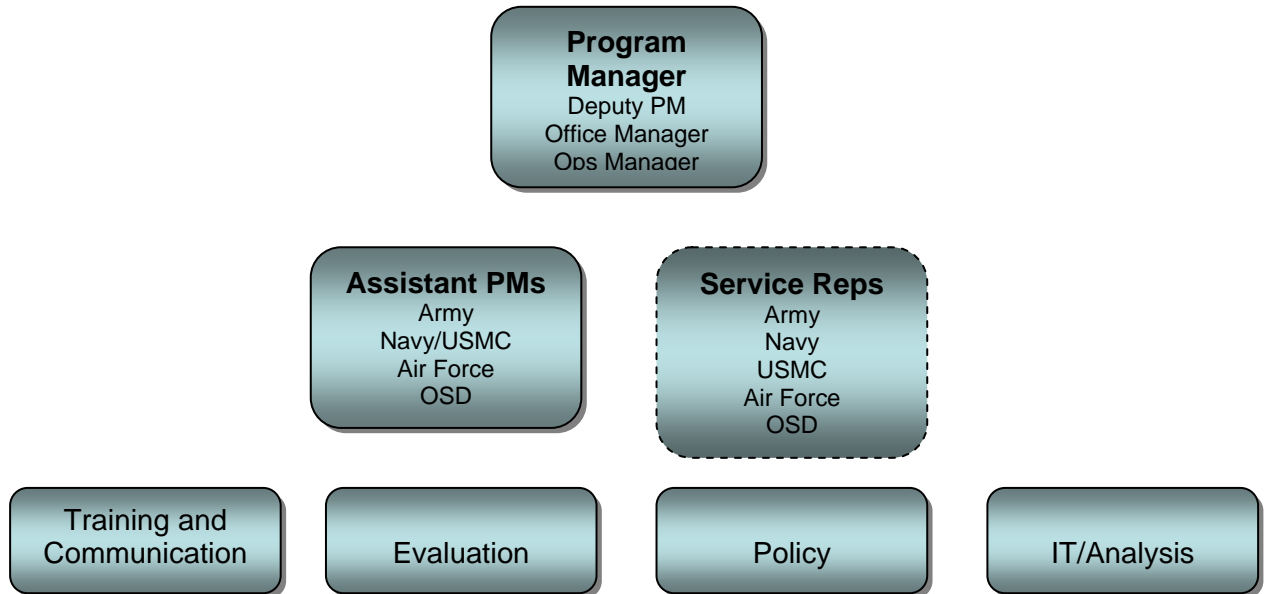 Program
Manager
Deputy PM
Office Manager
Ops Manager
Assistant PMs
Army
Navy/USMC
Air Force
OSD
Service Reps
Army
Navy
USMC
Air Force
OSD
Training and
Communication
Evaluation
Policy
IT/Analysis